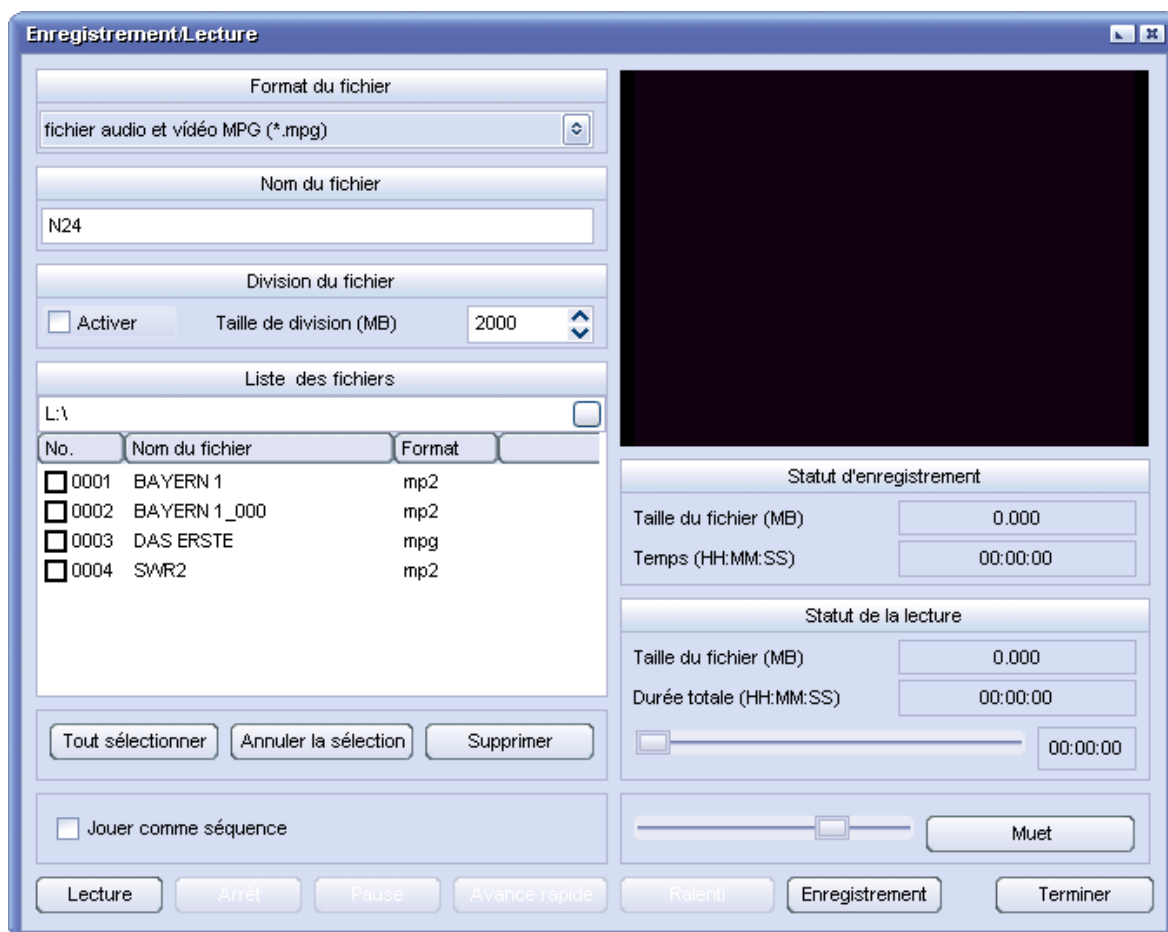 Enregistrement/Lecture
Format du fichier
fichier audio et vídéo MPG (*.mpg)
Nom du fichier
N24
Division du fichier
Activer Taille de division (MB) 2000
Liste des fichiers
L:\
No. Nom du fichier Format
0001 BAYERN 1 mp2
0002 BAYERN 1_000 mp2
0003 DAS ERSTE mpg
0004 SWR2 mp2
Tout sélectionner Annuler la sélection Supprimer
Jouer comme séquence
Statut d'enregistrement
Taille du fichier (MB) 0.000
Temps (HH:MM:SS) 00:00:00
Statut de la lecture
Taille du fichier (MB) 0.000
Durée totale (HH:MM:SS) 00:00:00
00:00:00
Muet
Lecture Arrêt Pause Avance rapide Ralenti Enregistrement Terminer